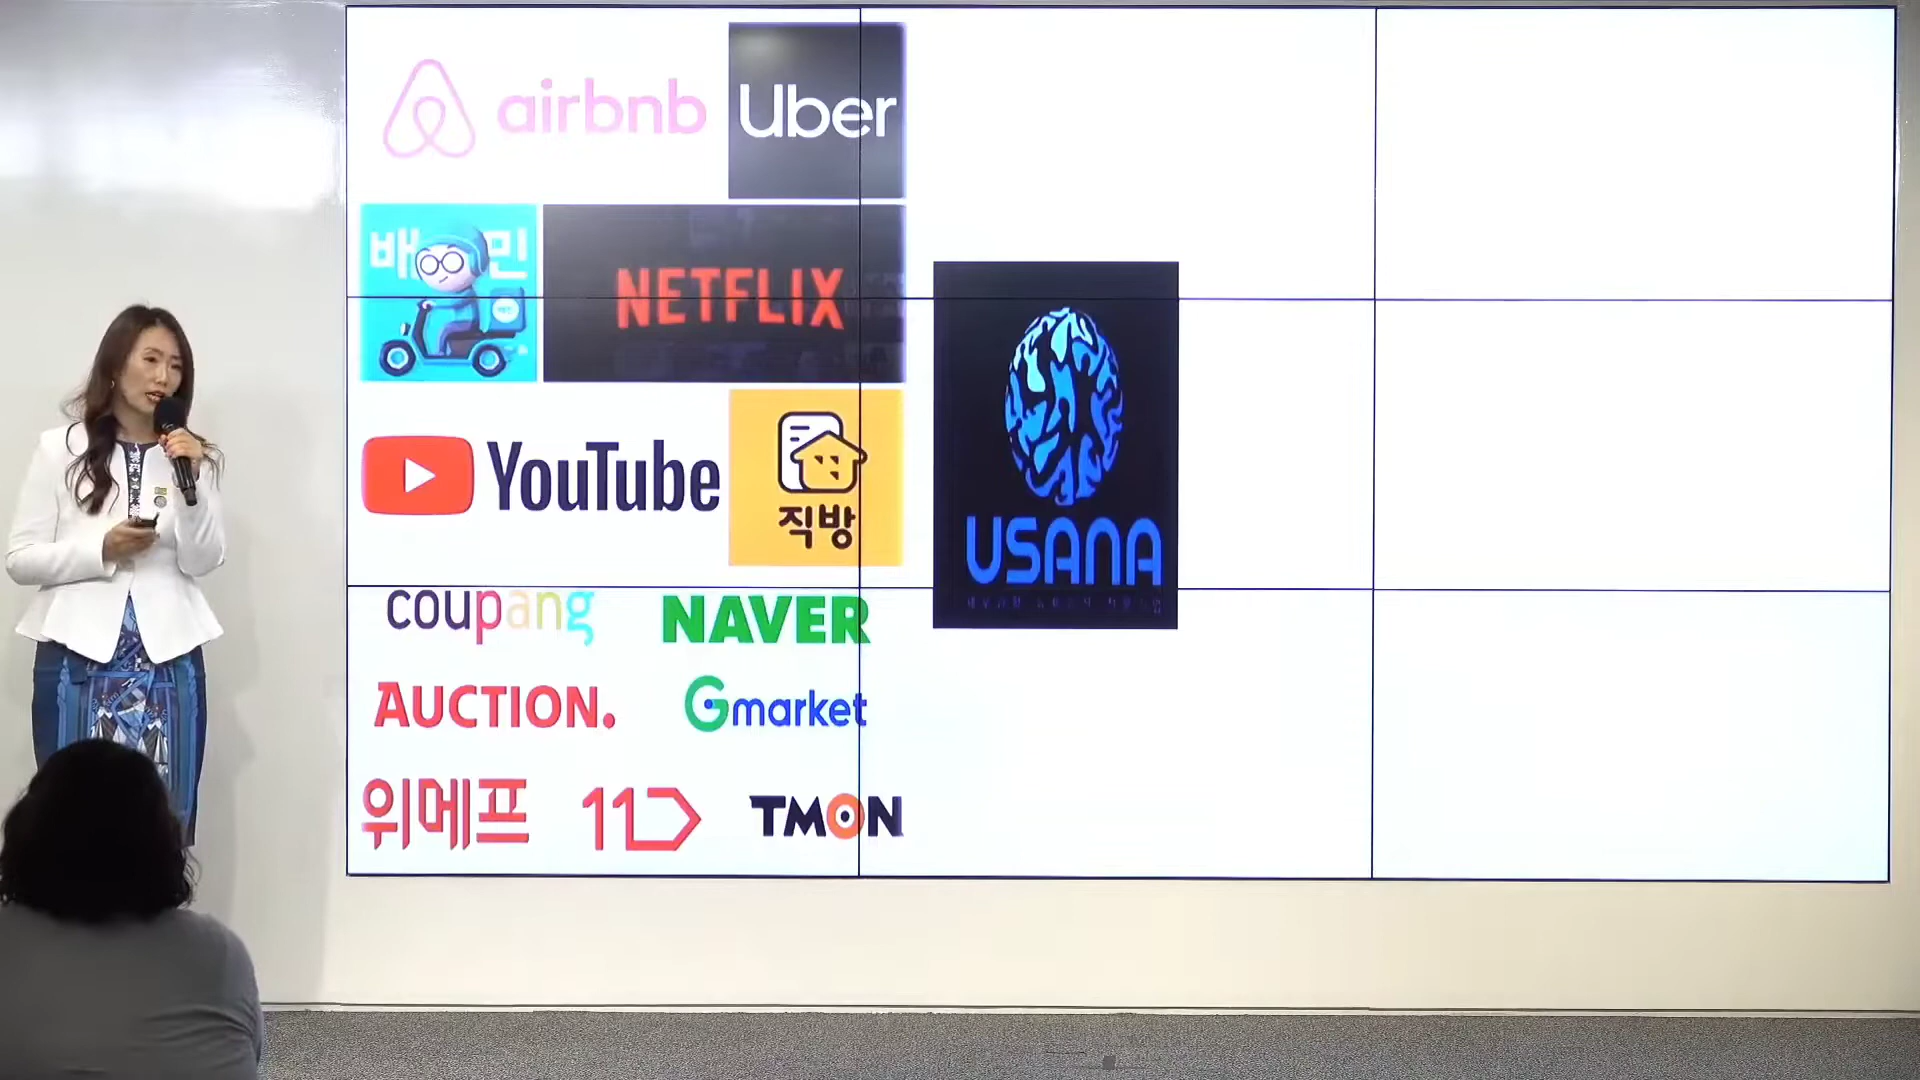 airbnb
Uber
배민
NETFLIX
YouTube
직방
USANA
coupang
NAVER
AUCTION.
Gmarket
위메프
11
TMON